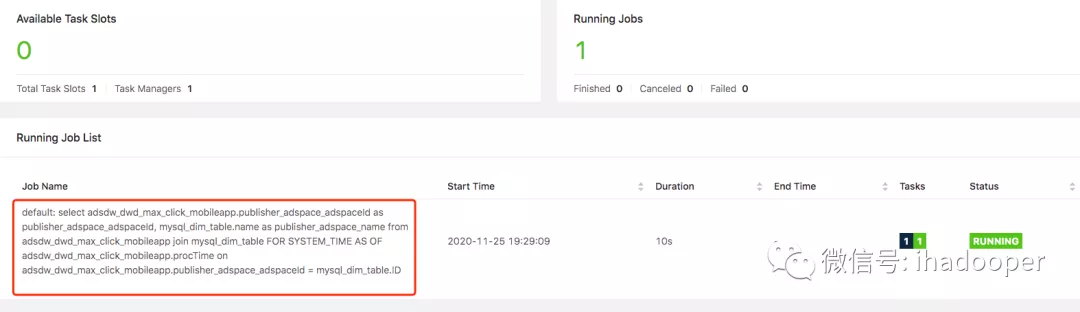 Available Task Slots
Running Jobs
0
1
Total Task Slots 1 Task Managers 1
Finished 0 Canceled 0 Failed 0
Running Job List
Job Name Start Time Duration End Time Tasks Status
default: select adsdw_dwd_max_click_mobileapp.publisher_adspace_adspaceId as
publisher_adspace_adspaceId, mysql_dim_table.name as publisher_adspace_name from
adsdw_dwd_max_click_mobileapp join mysql_dim_table FOR SYSTEM_TIME AS OF
adsdw_dwd_max_click_mobileapp.procTime on
adsdw_dwd_max_click_mobileapp.publisher_adspace_adspaceId = mysql_dim_table.ID
2020-11-25 19:29:09 10s 1 1 RUNNING
微信号: ihadooper